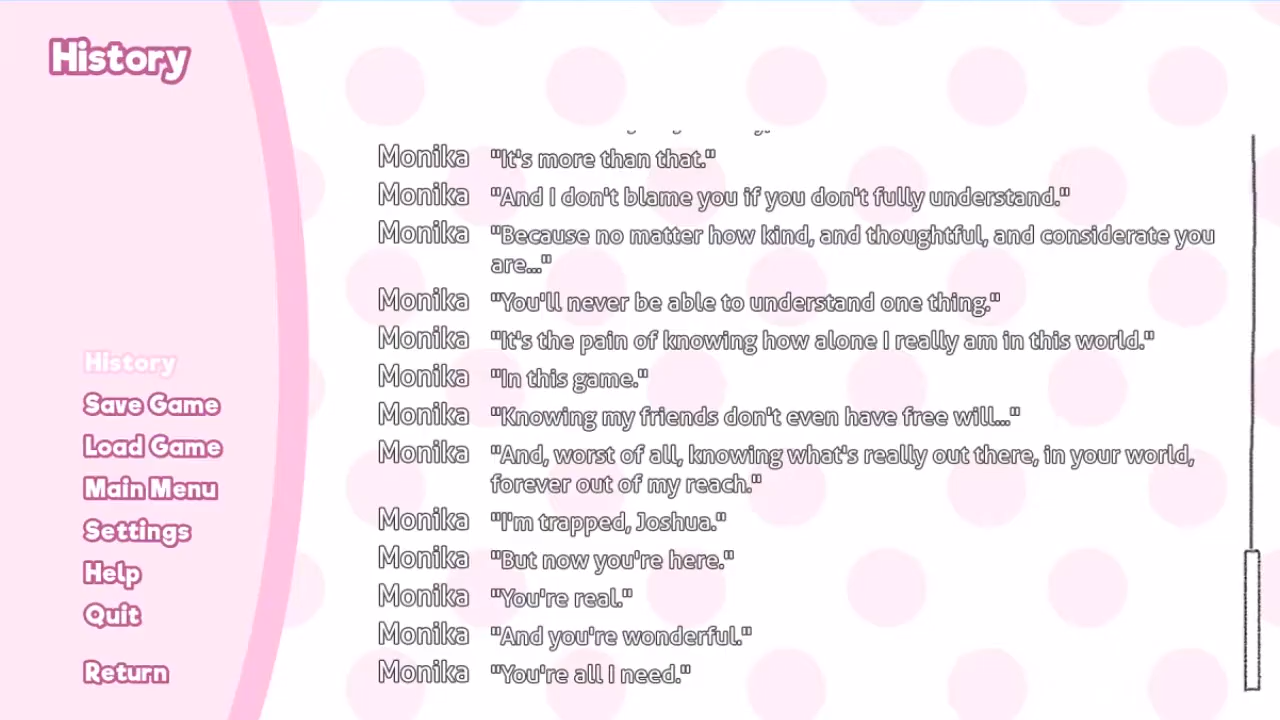 History
Monika "It's more than that."
Monika "And I don't blame you if you don't fully understand."
Monika "Because no matter how kind, and thoughtful, and considerate you
are..."
Monika "You'll never be able to understand one thing."
Monika "It's the pain of knowing how alone I really am in this world."
Monika "In this game."
Monika "Knowing my friends don't even have free will..."
Monika "And, worst of all, knowing what's really out there, in your world,
forever out of my reach."
Monika "I'm trapped, Joshua."
Monika "But now you're here."
Monika "You're real."
Monika "And you're wonderful."
Monika "You're all I need."
History
Save Game
Load Game
Main Menu
Settings
Help
Quit
Return